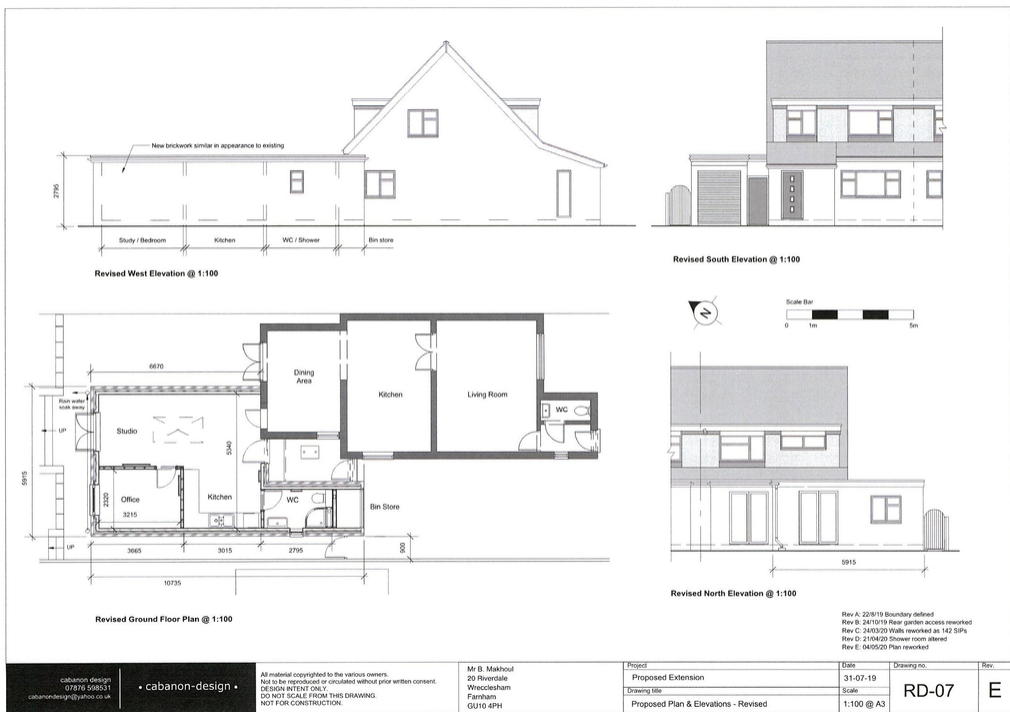 New brickwork similar in appearance to existing
2795
Study / Bedroom
Kitchen
WC / Shower
Bin store
Revised West Elevation @ 1:100
Revised South Elevation @ 1:100
N
Scale Bar
0 1m 5m
6670
Rain water
soak away
UP
5915
Studio
Office
2320
3215
Kitchen
5340
Dining
Area
Kitchen
Living Room
WC
WC
Bin Store
UP
3665
3015
2795
900
10735
Revised Ground Floor Plan @ 1:100
5915
Revised North Elevation @ 1:100
Rev A: 22/8/19 Boundary defined
Rev B: 24/10/19 Rear garden access reworked
Rev C: 24/03/20 Walls reworked as 142 SIPs
Rev D: 21/04/20 Shower room altered
Rev E: 04/05/20 Plan reworked
cabanon design
07876 598531
cabanondesign@yahoo.co.uk
• cabanon-design •
All material copyrighted to the various owners.
Not to be reproduced or circulated without prior written consent.
DESIGN INTENT ONLY.
DO NOT SCALE FROM THIS DRAWING.
NOT FOR CONSTRUCTION.
Mr B. Makhoul
20 Riverdale
Wrecclesham
Farnham
GU10 4PH
Project
Proposed Extension
Drawing title
Proposed Plan & Elevations - Revised
Date
31-07-19
Scale
1:100 @ A3
Drawing no.
RD-07
Rev.
E